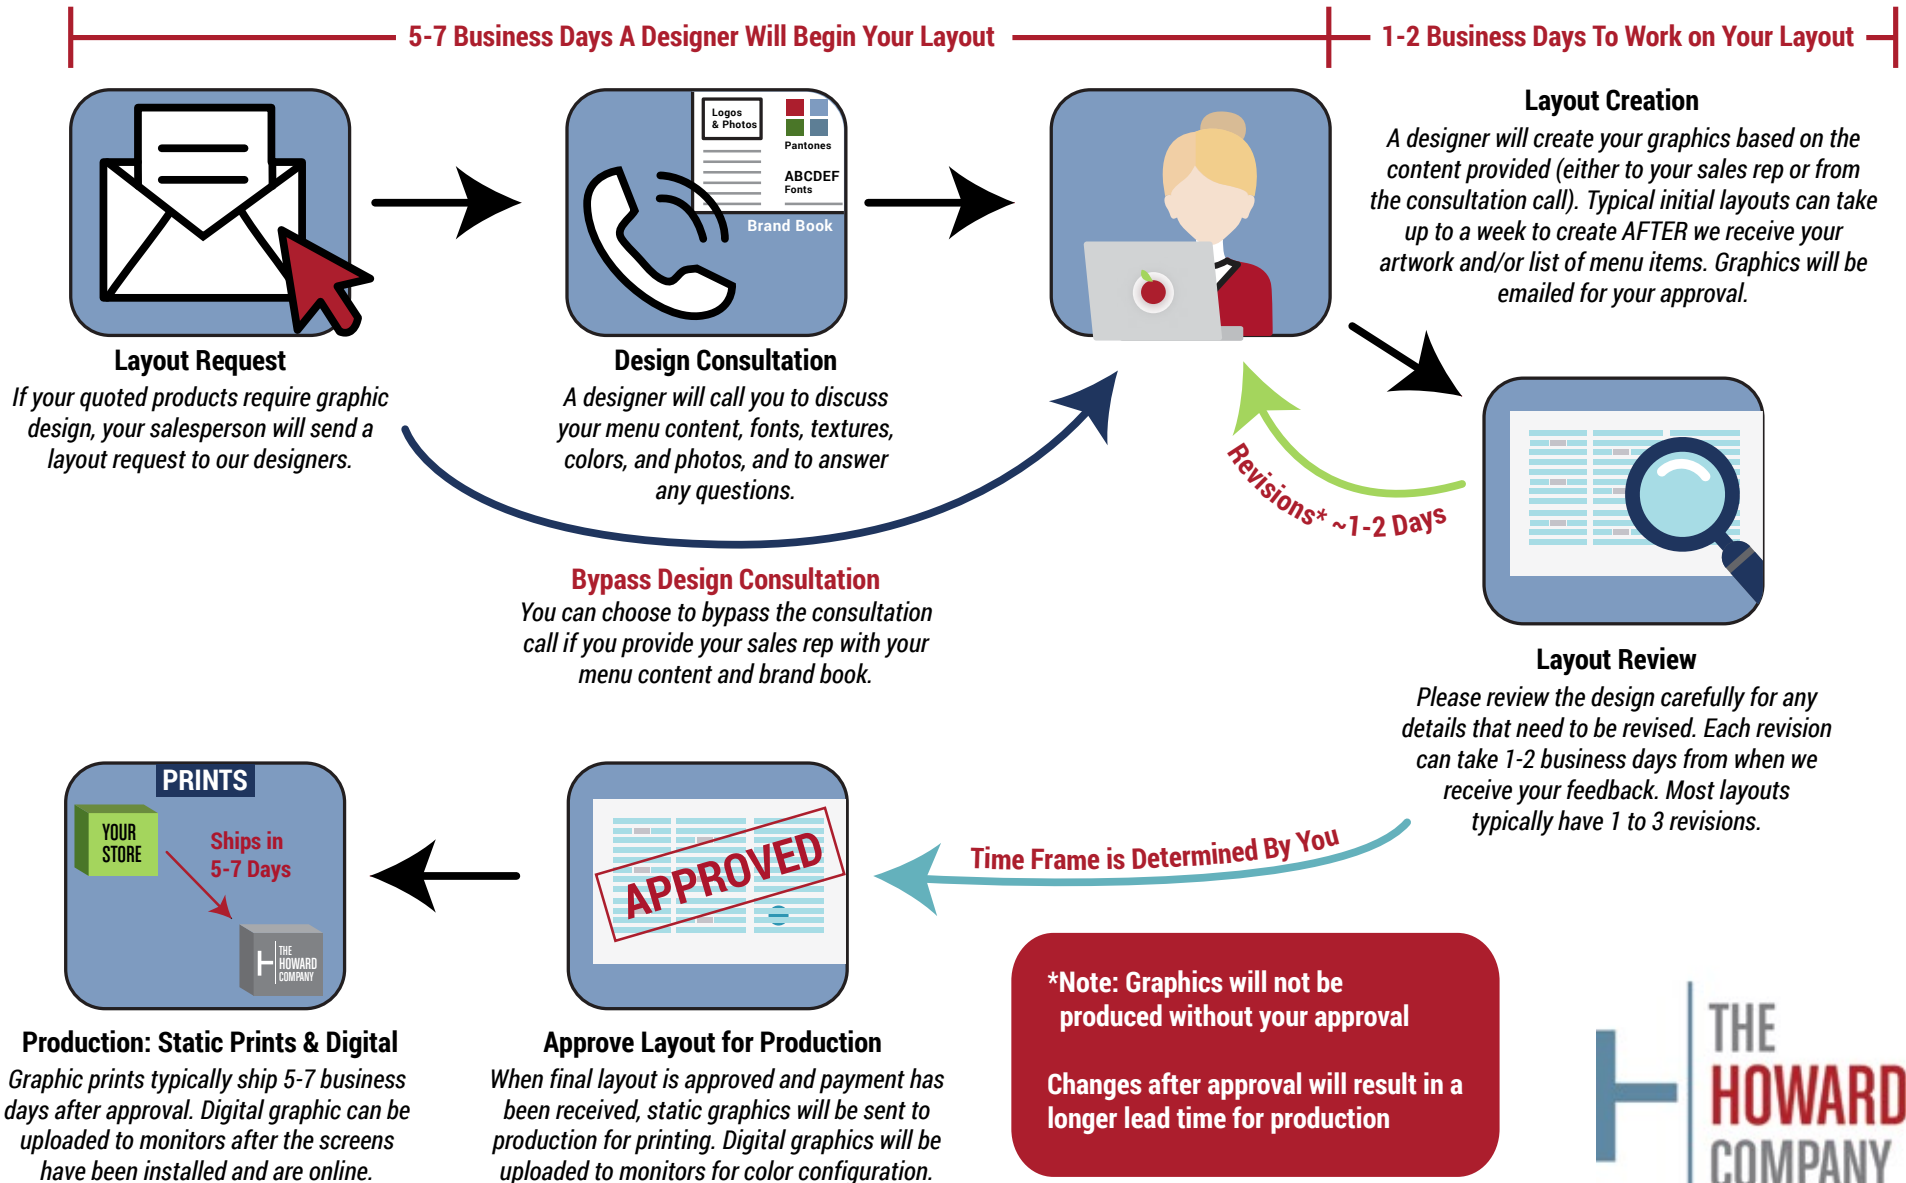 5-7 Business Days A Designer Will Begin Your Layout
1-2 Business Days To Work on Your Layout
Logos
& Photos
Pantones
ABCDEF
Fonts
Brand Book
Layout Request
If your quoted products require graphic
design, your salesperson will send a
layout request to our designers.
Design Consultation
A designer will call you to discuss
your menu content, fonts, textures,
colors, and photos, and to answer
any questions.
Layout Creation
A designer will create your graphics based on the
content provided (either to your sales rep or from
the consultation call). Typical initial layouts can take
up to a week to create AFTER we receive your
artwork and/or list of menu items. Graphics will be
emailed for your approval.
Bypass Design Consultation
You can choose to bypass the consultation
call if you provide your sales rep with your
menu content and brand book.
Revisions* ~1-2 Days
Layout Review
Please review the design carefully for any
details that need to be revised. Each revision
can take 1-2 business days from when we
receive your feedback. Most layouts
typically have 1 to 3 revisions.
Time Frame is Determined By You
APPROVED
PRINTS
YOUR
STORE
Ships in
5-7 Days
THE
HOWARD
COMPANY
Production: Static Prints & Digital
Graphic prints typically ship 5-7 business
days after approval. Digital graphic can be
uploaded to monitors after the screens
have been installed and are online.
Approve Layout for Production
When final layout is approved and payment has
been received, static graphics will be sent to
production for printing. Digital graphics will be
uploaded to monitors for color configuration.
*Note: Graphics will not be
produced without your approval
Changes after approval will result in a
longer lead time for production
THE
HOWARD
COMPANY